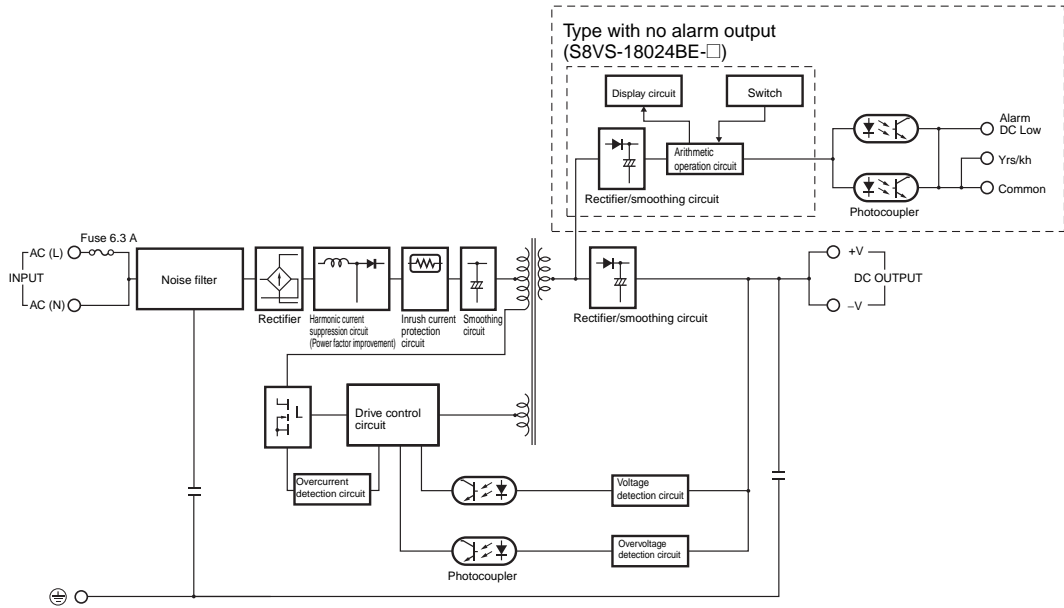 Type with no alarm output
(S8VS-18024BE-□)
Display circuit
Switch
Alarm
DC Low
Arithmetic
operation circuit
Yrs/kh
Common
Rectifier/smoothing circuit
Photocoupler
Fuse 6.3 A
AC (L)
INPUT
AC (N)
Noise filter
+V
DC OUTPUT
–V
Rectifier
Harmonic current
suppression circuit
(Power factor improvement)
Inrush current
protection
circuit
Smoothing
circuit
Rectifier/smoothing circuit
Drive control
circuit
Overcurrent
detection circuit
Voltage
detection circuit
Overvoltage
detection circuit
Photocoupler